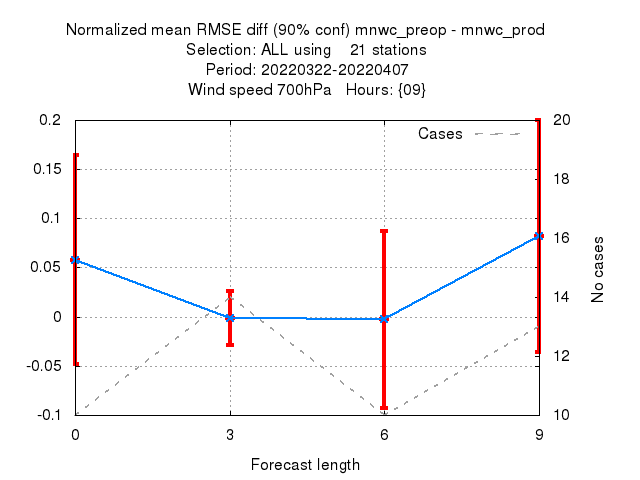 Normalized mean RMSE diff (90% conf) mnwc_preop - mnwc_prod
Selection: ALL using    21 stations
Period: 20220322-20220407
Wind speed 700hPa   Hours: {09}
Cases
0.2
0.15
0.1
0.05
0
-0.05
-0.1
20
18
16
14
12
10
No cases
0 3 6 9
Forecast length